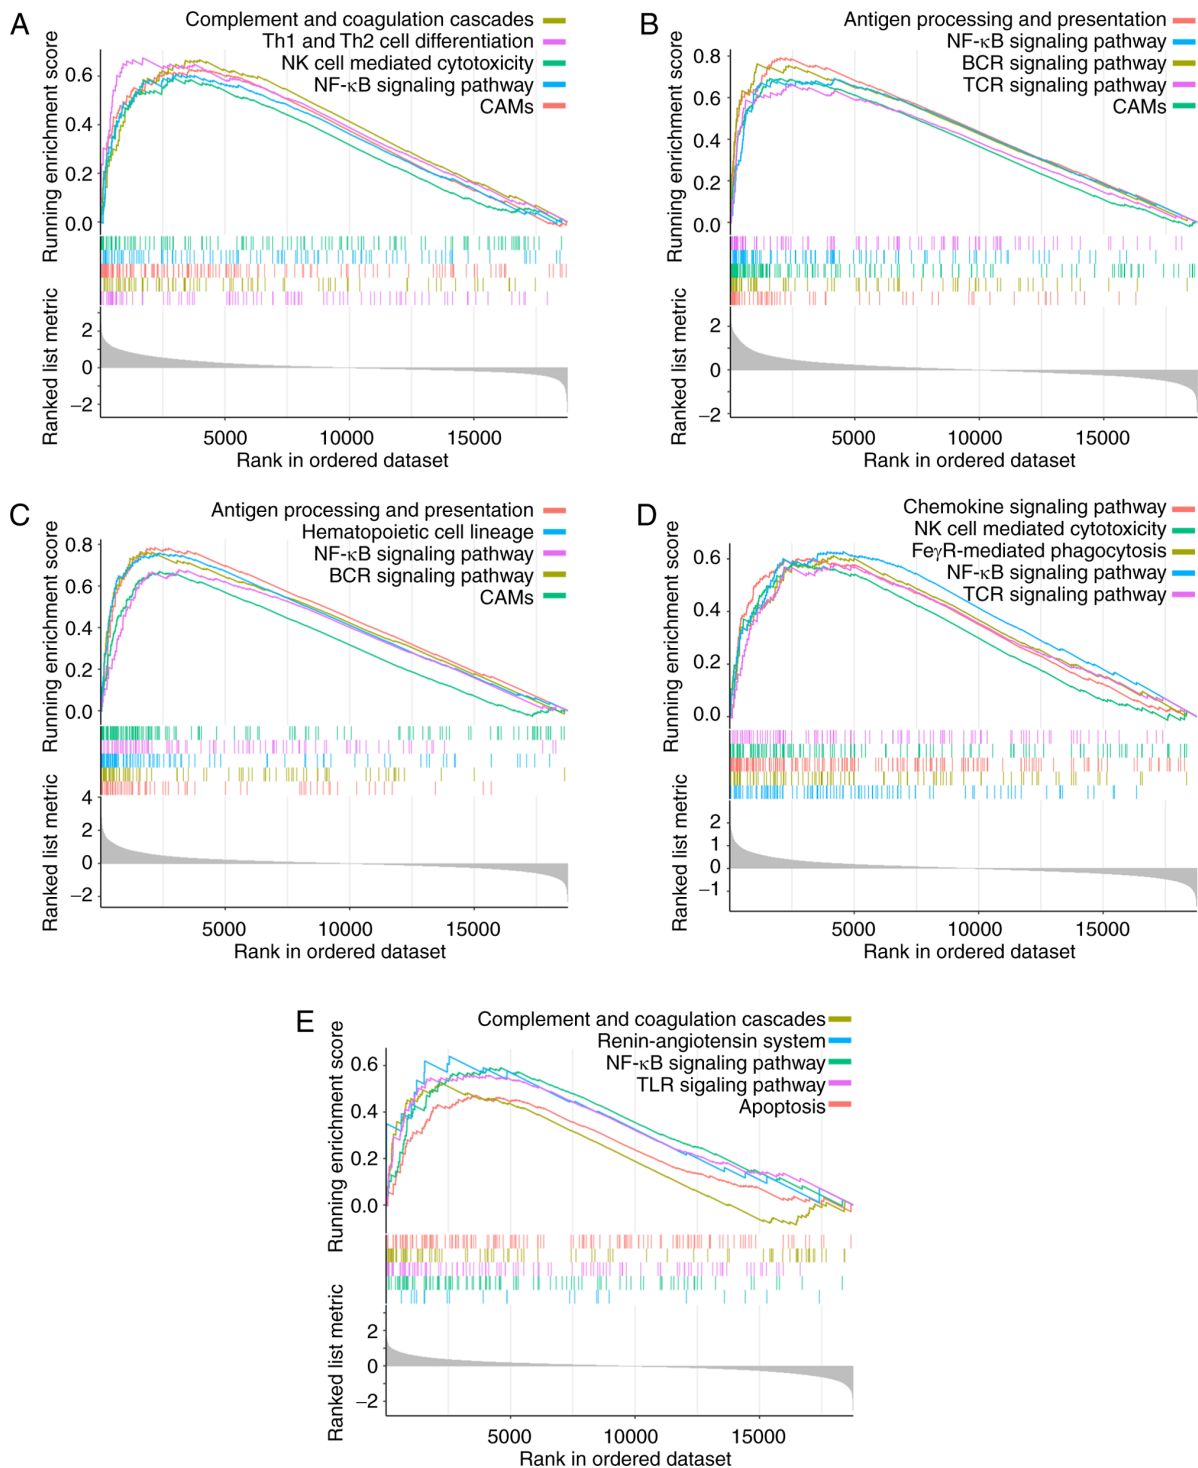 A
Complement and coagulation cascades
Th1 and Th2 cell differentiation
NK cell mediated cytotoxicity
NF-κB signaling pathway
CAMs
Running enrichment score
0.6
0.4
0.2
0.0
Ranked list metric
2
0
−2
5000 10000 15000
Rank in ordered dataset
B
Antigen processing and presentation
NF-κB signaling pathway
BCR signaling pathway
TCR signaling pathway
CAMs
Running enrichment score
0.8
0.6
0.4
0.2
0.0
Ranked list metric
2
0
−2
5000 10000 15000
Rank in ordered dataset
C
Antigen processing and presentation
Hematopoietic cell lineage
NF-κB signaling pathway
BCR signaling pathway
CAMs
Running enrichment score
0.8
0.6
0.4
0.2
0.0
Ranked list metric
4
2
0
−2
5000 10000 15000
Rank in ordered dataset
D
Chemokine signaling pathway
NK cell mediated cytotoxicity
FeγR-mediated phagocytosis
NF-κB signaling pathway
TCR signaling pathway
Running enrichment score
0.6
0.4
0.2
0.0
Ranked list metric
2
1
0
−1
5000 10000 15000
Rank in ordered dataset
E
Complement and coagulation cascades
Renin-angiotensin system
NF-κB signaling pathway
TLR sigaling pathway
Apoptosis
Running enrichment score
0.6
0.4
0.2
0.0
Ranked list metric
2
0
−2
5000 10000 15000
Rank in ordered dataset